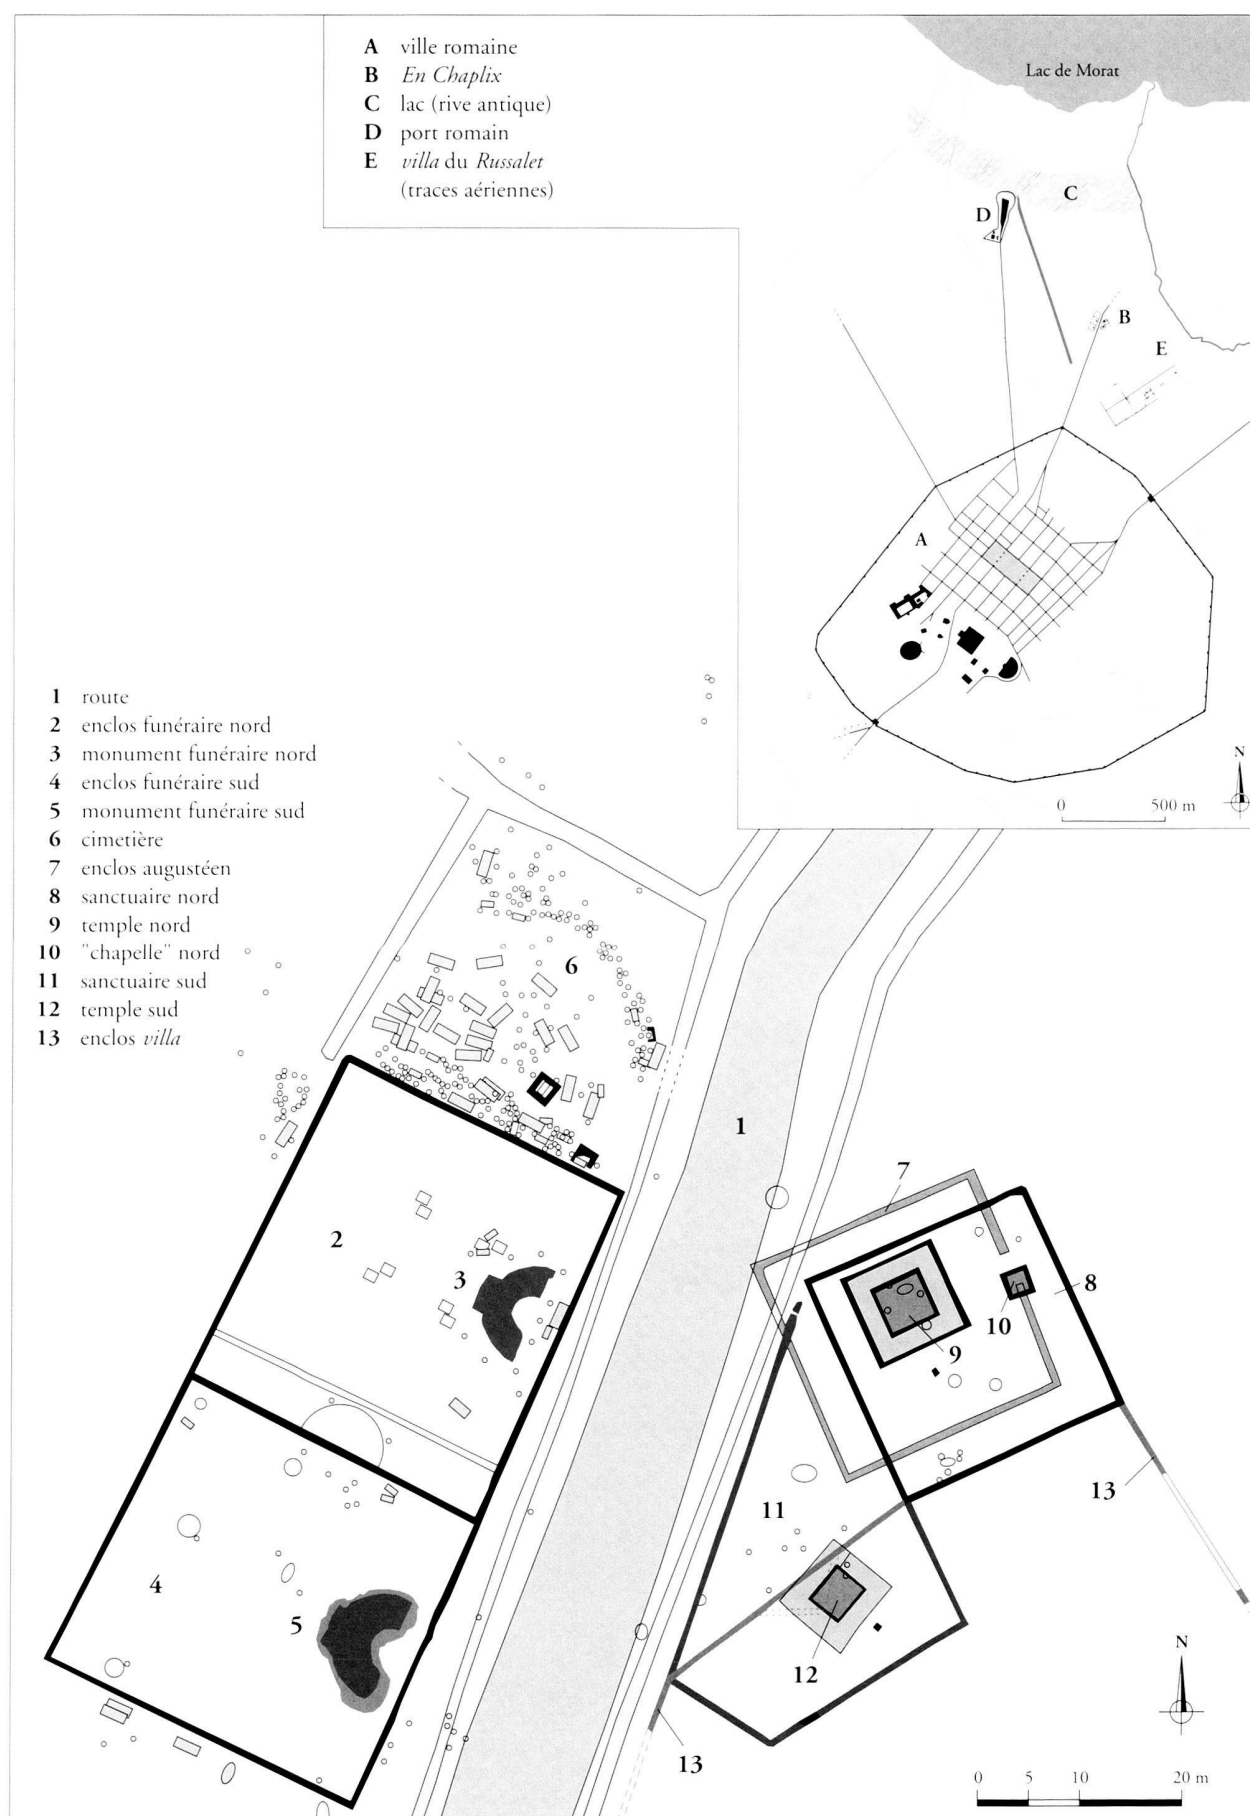 A ville romaine
B En Chaplix
C lac (rive antique)
D port romain
E villa du Russalet
(traces aériennes)
Lac de Morat
C
D
B
E
A
N
0 500 m
1 route
2 enclos funéraire nord
3 monument funéraire nord
4 enclos funéraire sud
5 monument funéraire sud
6 cimetière
7 enclos augustéen
8 sanctuaire nord
9 temple nord
10 "chapelle" nord
11 sanctuaire sud
12 temple sud
13 enclos villa
6
1
7
2
3
8
10
9
13
11
4
5
12
13
N
0 5 10 20 m